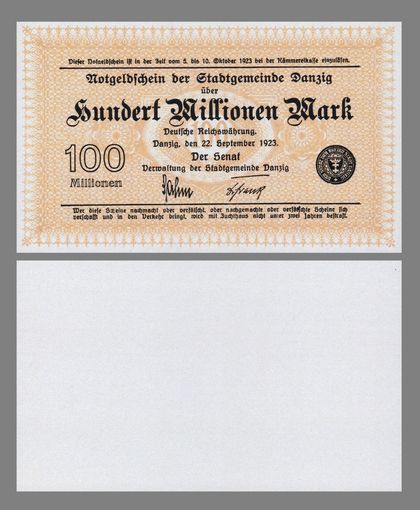 Dieser Notgeldschein ist in der Zeit vom 5. bis 10. Oktober 1923 bei der Kämmereikasse einzulösen.
Notgeldschein der Stadtgemeinde Danzig
über
Hundert Millionen Mark
Deutsche Reichswährung.
Danzig, den 22. September 1923.
100
Millionen
Der Senat
Verwaltung der Stadtgemeinde Danzig
Sahm Dr. Frank
Wer diese Scheine nachmacht oder verfälscht, oder nachgemachte oder verfälschte Scheine sich
verschafft und in den Verkehr bringt, wird mit Zuchthaus nicht unter zwei Jahren bestraft.